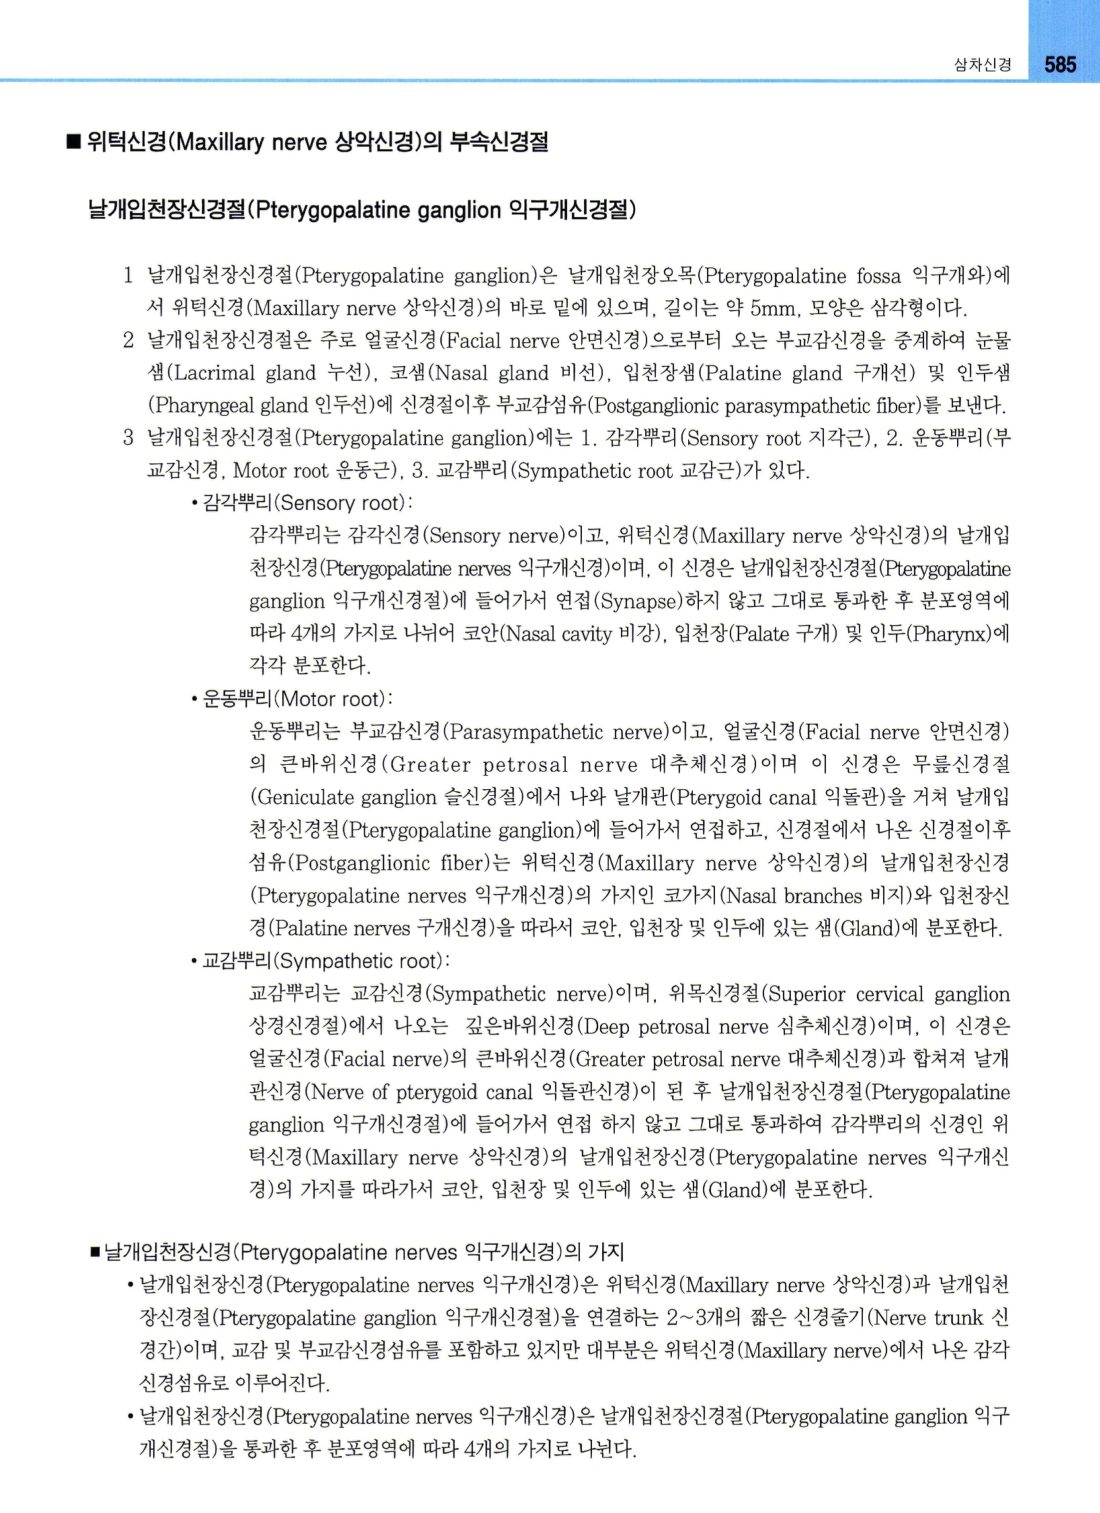 삼차신경 585
■ 위턱신경(Maxillary nerve 상악신경)의 부속신경절
날개입천장신경절(Pterygopalatine ganglion 익구개신경절)
1 날개입천장신경절(Pterygopalatine ganglion)은 날개입천장오목(Pterygopalatine fossa 익구개와)에
서 위턱신경(Maxillary nerve 상악신경)의 바로 밑에 있으며, 길이는 약 5mm, 모양은 삼각형이다.
2 날개입천장신경절은 주로 얼굴신경(Facial nerve 안면신경)으로부터 오는 부교감신경을 중계하여 눈물
샘(Lacrimal gland 누선), 코샘(Nasal gland 비선), 입천장샘(Palatine gland 구개선) 및 인두샘
(Pharyngeal gland 인두선)에 신경절이후 부교감섬유(Postganglionic parasympathetic fiber)를 보낸다.
3 날개입천장신경절(Pterygopalatine ganglion)에는 1. 감각뿌리(Sensory root 지각근), 2. 운동뿌리(부
교감신경, Motor root 운동근), 3. 교감뿌리(Sympathetic root 교감근)가 있다.
• 감각뿌리(Sensory root):
감각뿌리는 감각신경(Sensory nerve)이고, 위턱신경(Maxillary nerve 상악신경)의 날개입
천장신경(Pterygopalatine nerves 익구개신경)이며, 이 신경은 날개입천장신경절(Pterygopalatine
ganglion 익구개신경절)에 들어가서 연접(Synapse)하지 않고 그대로 통과한 후 분포영역에
따라 4개의 가지로 나뉘어 코안(Nasal cavity 비강), 입천장(Palate 구개) 및 인두(Pharynx)에
각각 분포한다.
• 운동뿌리(Motor root):
운동뿌리는 부교감신경(Parasympathetic nerve)이고, 얼굴신경(Facial nerve 안면신경)
의 큰바위신경(Greater petrosal nerve 대추체신경)이며 이 신경은 무릎신경절
(Geniculate ganglion 슬신경절)에서 나와 날개관(Pterygoid canal 익돌관)을 거쳐 날개입
천장신경절(Pterygopalatine ganglion)에 들어가서 연접하고, 신경절에서 나온 신경절이후
섬유(Postganglionic fiber)는 위턱신경(Maxillary nerve 상악신경)의 날개입천장신경
(Pterygopalatine nerves 익구개신경)의 가지인 코가지(Nasal branches 비지)와 입천장신
경(Palatine nerves 구개신경)을 따라서 코안, 입천장 및 인두에 있는 샘(Gland)에 분포한다.
• 교감뿌리(Sympathetic root):
교감뿌리는 교감신경(Sympathetic nerve)이며, 위목신경절(Superior cervical ganglion
상경신경절)에서 나오는 깊은바위신경(Deep petrosal nerve 심추체신경)이며, 이 신경은
얼굴신경(Facial nerve)의 큰바위신경(Greater petrosal nerve 대추체신경)과 합쳐져 날개
관신경(Nerve of pterygoid canal 익돌관신경)이 된 후 날개입천장신경절(Pterygopalatine
ganglion 익구개신경절)에 들어가서 연접 하지 않고 그대로 통과하여 감각뿌리의 신경인 위
턱신경(Maxillary nerve 상악신경)의 날개입천장신경(Pterygopalatine nerves 익구개신
경)의 가지를 따라가서 코안, 입천장 및 인두에 있는 샘(Gland)에 분포한다.
■ 날개입천장신경(Pterygopalatine nerves 익구개신경)의 가지
• 날개입천장신경(Pterygopalatine nerves 익구개신경)은 위턱신경(Maxillary nerve 상악신경)과 날개입천
장신경절(Pterygopalatine ganglion 익구개신경절)을 연결하는 2~3개의 짧은 신경줄기(Nerve trunk 신
경간)이며, 교감 및 부교감신경섬유를 포함하고 있지만 대부분은 위턱신경(Maxillary nerve)에서 나온 감각
신경섬유로 이루어진다.
• 날개입천장신경(Pterygopalatine nerves 익구개신경)은 날개입천장신경절(Pterygopalatine ganglion 익구
개신경절)을 통과한 후 분포영역에 따라 4개의 가지로 나뉜다.